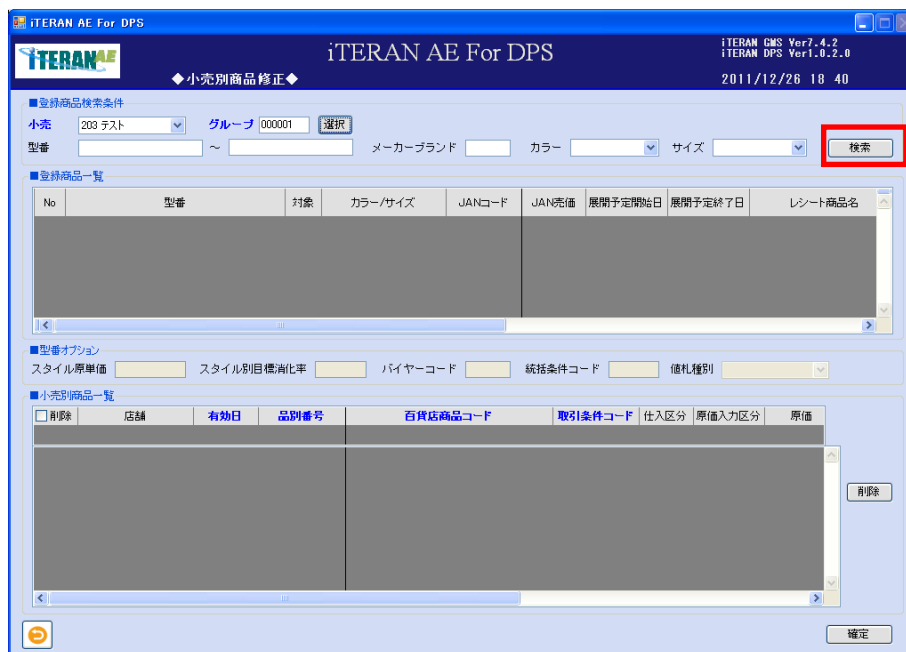 iTERAN AE For DPS
iTERAN AE
iTERAN AE For DPS
iTERAN GMS Ver7.4.2
iTERAN DPS Ver1.0.2.0
◆小売別商品修正◆
2011/12/26 18 40
■登録商品検索条件
小売 203 テスト グループ 000001 選択
型番 ～ メーカーブランド カラー サイズ 検索
■登録商品一覧
No 型番 対象 カラー/サイズ JANコード JAN売価 展開予定開始日 展開予定終了日 レシート商品名
■型番オプション
スタイル原単価 スタイル別目標消化率 バイヤーコード 統括条件コード 値札種別
■小売別商品一覧
削除 店舗 有効日 品別番号 百貨店商品コード 取引条件コード 仕入区分 原価入力区分 原価
削除
確定